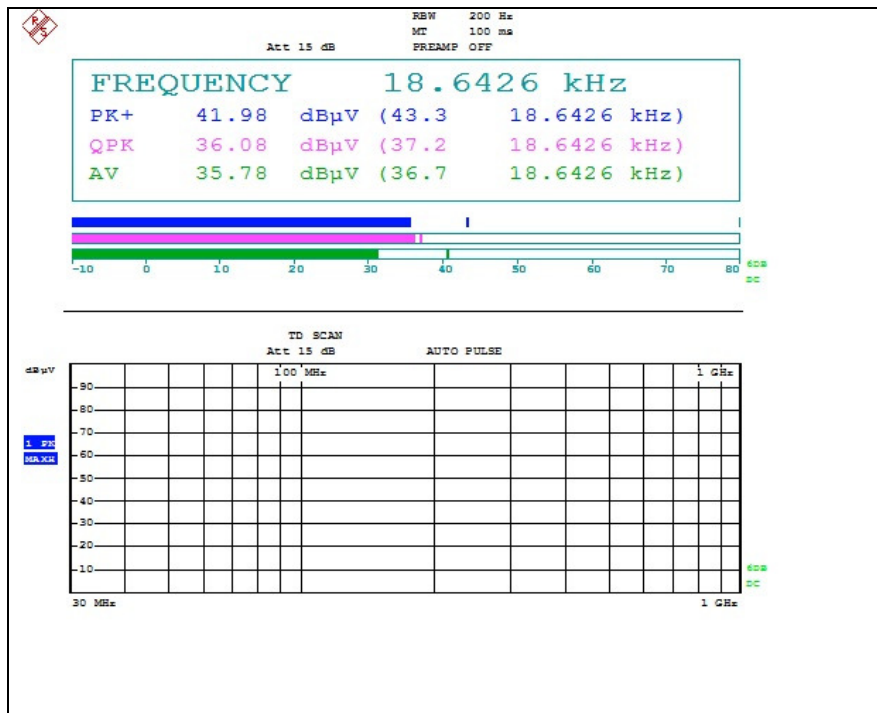 RBW 200 Hz
MT 100 ms
Att 15 dB PREAMP OFF
FREQUENCY 18.6426 kHz
PK+ 41.98 dBµV (43.3 18.6426 kHz)
QPK 36.08 dBµV (37.2 18.6426 kHz)
AV 35.78 dBµV (36.7 18.6426 kHz)
-10 0 10 20 30 40 50 60 70 80
6DB
DC
TD SCAN
Att 15 dB AUTO PULSE
dBµV 100 MHz 1 GHz
90
80
70
1 PK
MAXH
60
50
40
30
20
10
6DB
DC
30 MHz 1 GHz
R S